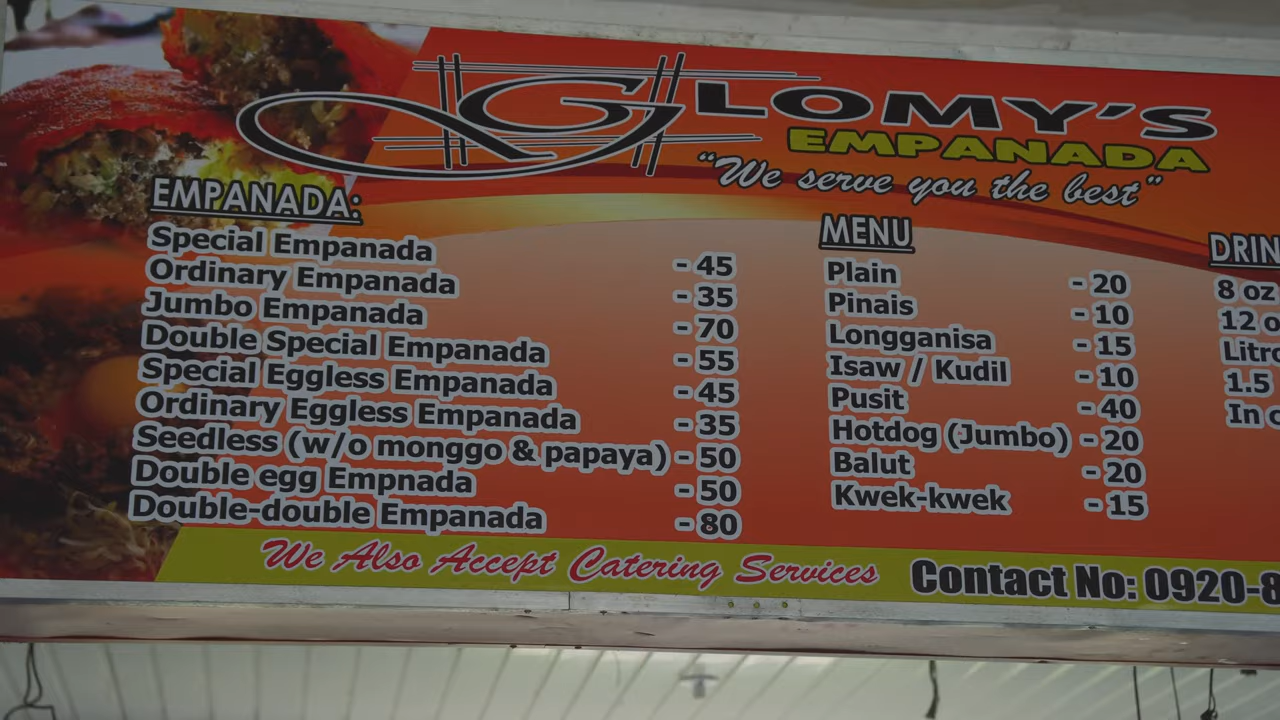 GLOMY'S
EMPANADA
"We serve you the best"
EMPANADA:
Special Empanada - 45
Ordinary Empanada - 35
Jumbo Empanada - 70
Double Special Empanada - 55
Special Eggless Empanada - 45
Ordinary Eggless Empanada - 35
Seedless (w/o monggo & papaya) - 50
Double egg Empnada - 50
Double-double Empanada - 80
MENU
Plain - 20
Pinais - 10
Longganisa - 15
Isaw / Kudil - 10
Pusit - 40
Hotdog (Jumbo) - 20
Balut - 20
Kwek-kwek - 15
DRIN
8 oz
12 o
Litro
1.5
In c
We Also Accept Catering Services
Contact No: 0920-8